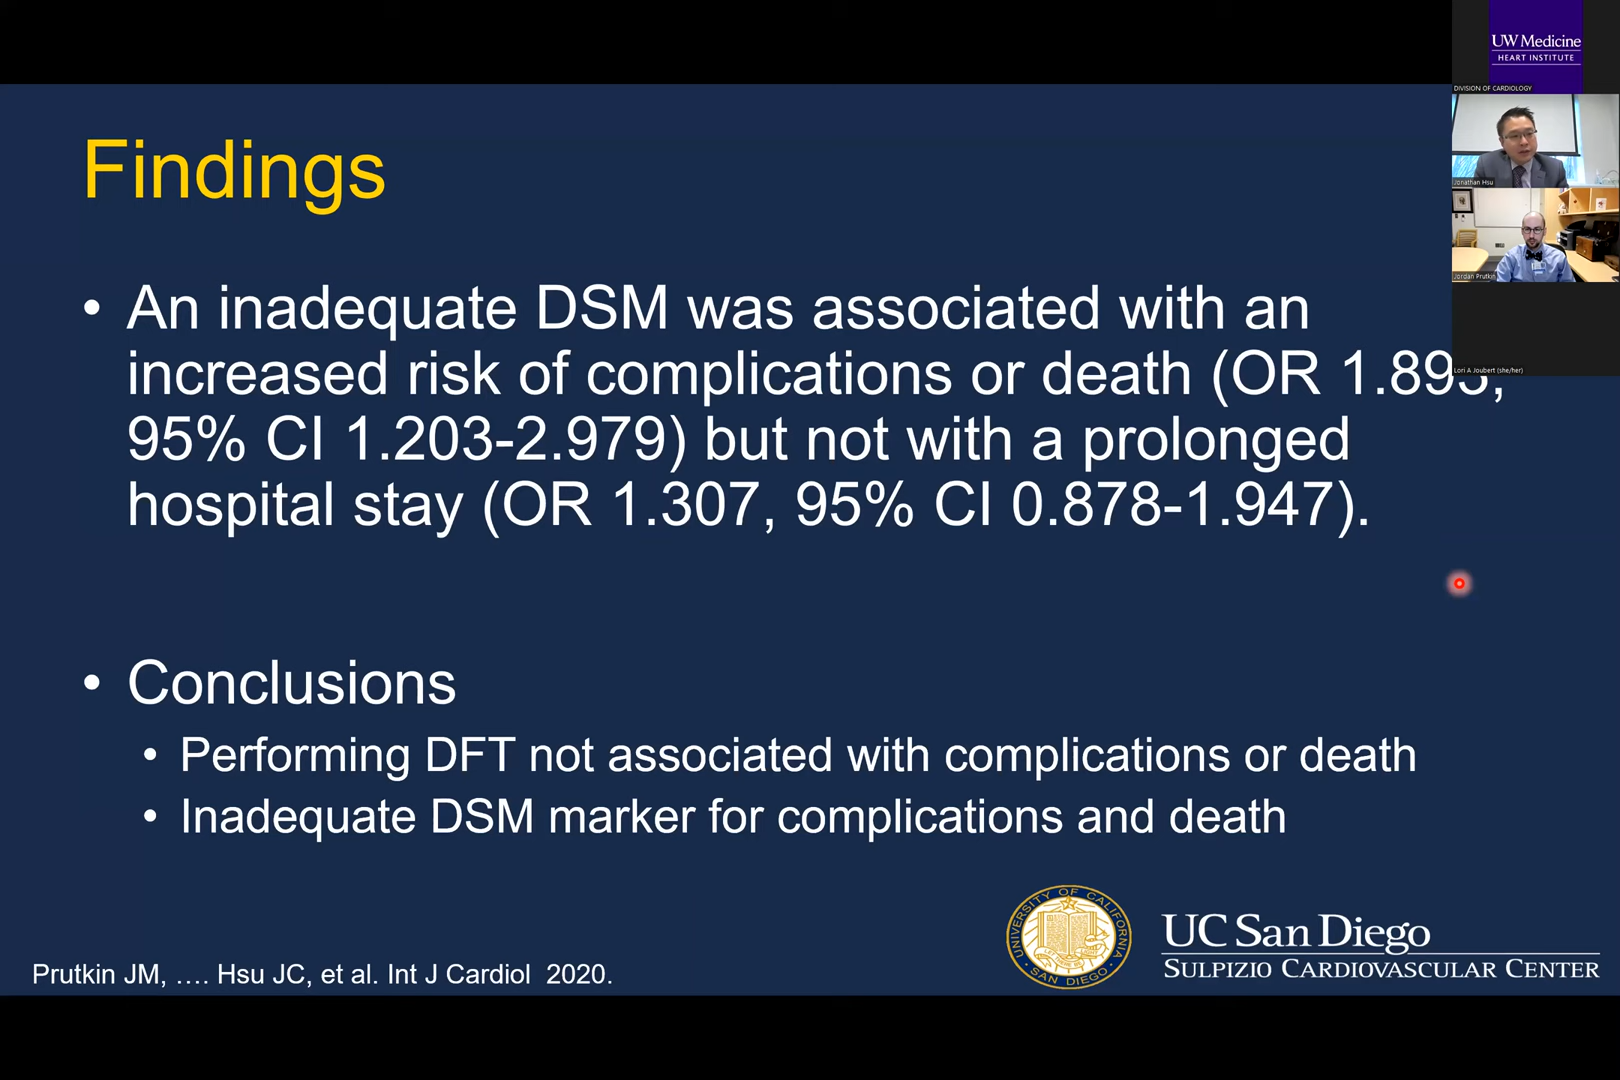 UW Medicine
HEART INSTITUTE
DIVISION OF CARDIOLOGY
Jonathan Hsu
Jordan Prutkin
Lori A Joubert (she/her)
Findings
• An inadequate DSM was associated with an
increased risk of complications or death (OR
95% CI 1.203-2.979) but not with a prolonged
hospital stay (OR 1.307, 95% CI 0.878-1.947).
• Conclusions
• Performing DFT not associated with complications or death
• Inadequate DSM marker for complications and death
UNIVERSITY OF CALIFORNIA
SAN DIEGO
UC San Diego
SULPIZIO CARDIOVASCULAR CENTER
Prutkin JM, …. Hsu JC, et al. Int J Cardiol 2020.